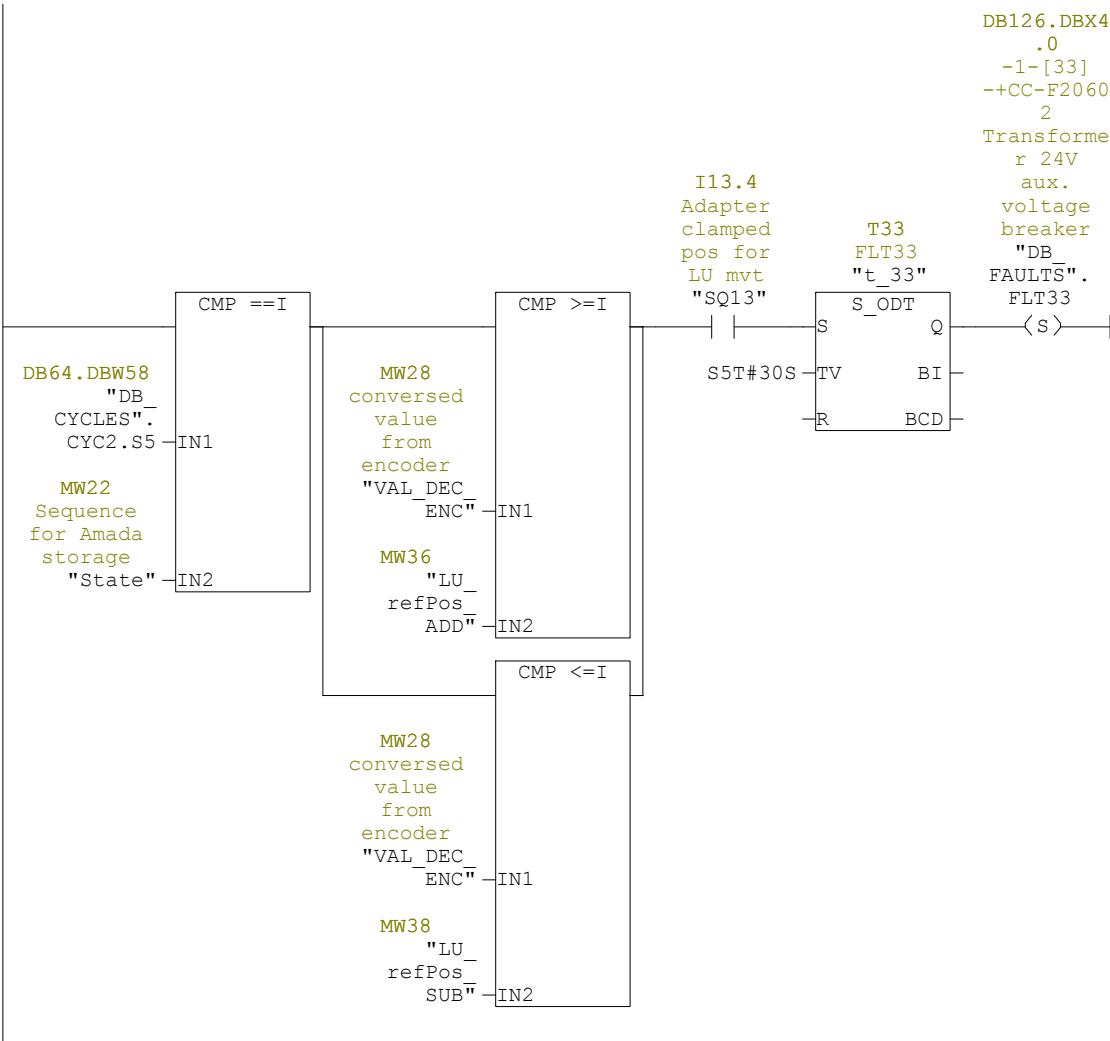 DB126.DBX4
.0
-1-[33]
-+CC-F2060
2
Transforme
r 24V
aux.
voltage
breaker
"DB_
FAULTS".
FLT33
(S)
I13.4
Adapter
clamped
pos for
LU mvt
"SQ13"
T33
FLT33
"t_33"
S_ODT
S
Q
S5T#30S
TV
BI
R
BCD
CMP ==I
DB64.DBW58
"DB_
CYCLES".
CYC2.S5
IN1
MW22
Sequence
for Amada
storage
"State"
IN2
CMP >=I
MW28
conversed
value
from
encoder
"VAL_DEC_
ENC"
IN1
MW36
"LU_
refPos_
ADD"
IN2
CMP <=I
MW28
conversed
value
from
encoder
"VAL_DEC_
ENC"
IN1
MW38
"LU_
refPos_
SUB"
IN2